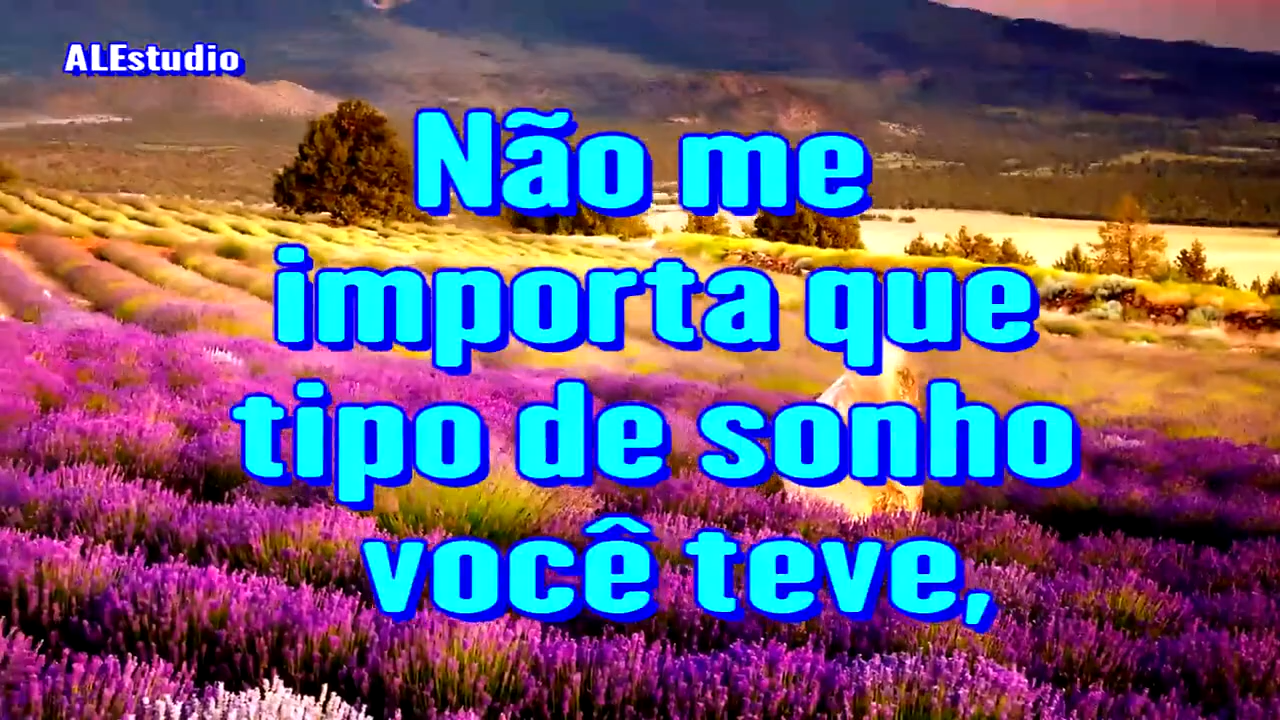 ALEstudio
Não me
importa que
tipo de sonho
você teve,